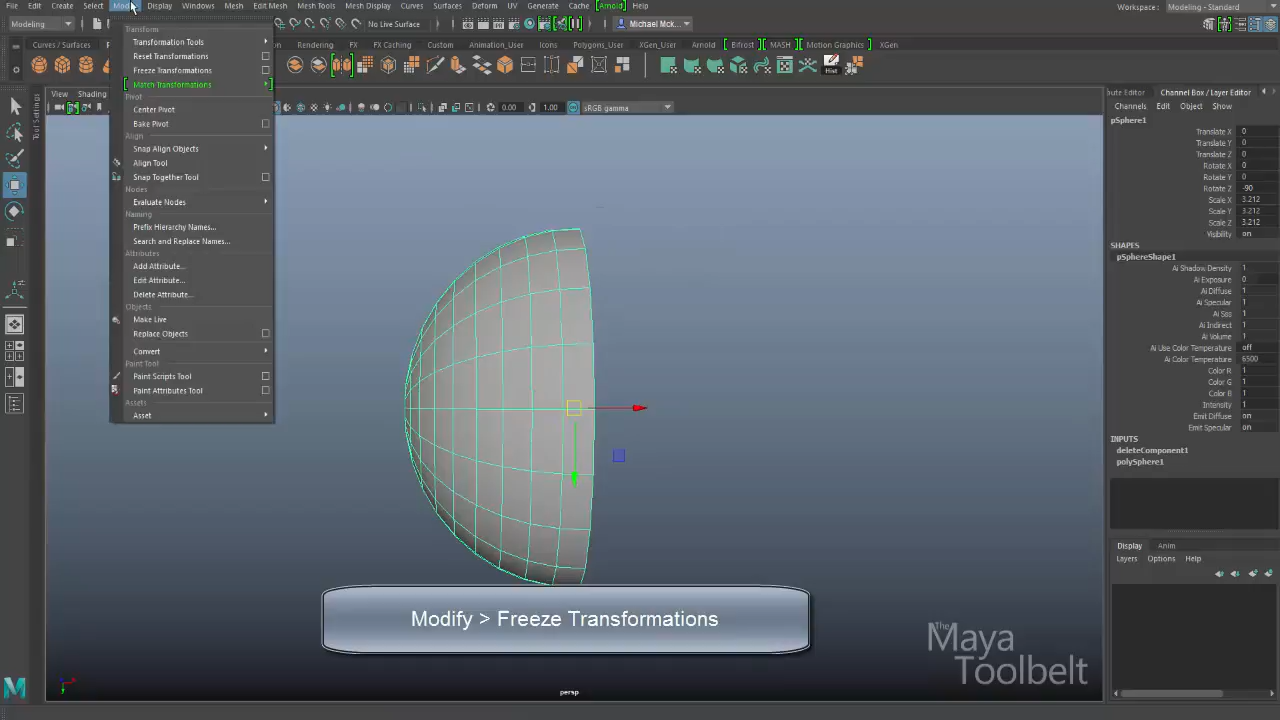 File Edit Create Select Modify Display Windows Mesh Edit Mesh Mesh Tools Mesh Display Curves Surfaces Deform UV Generate Cache Arnold Help
Workspace: Modeling - Standard
Modeling
No Live Surface
Michael Mck...
Curves / Surfaces
Rendering FX FX Caching Custom Animation_User Icons Polygons_User XGen_User Arnold Bifrost MASH Motion Graphics XGen
Hist
View Shading
0.00 1.00 sRGB gamma
Tool Settings
Transform
Transformation Tools
Reset Transformations
Freeze Transformations
Match Transformations
Pivot
Center Pivot
Bake Pivot
Align
Snap Align Objects
Align Tool
Snap Together Tool
Nodes
Evaluate Nodes
Naming
Prefix Hierarchy Names...
Search and Replace Names...
Attributes
Add Attribute...
Edit Attribute...
Delete Attribute...
Objects
Make Live
Replace Objects
Convert
Paint Tool
Paint Scripts Tool
Paint Attributes Tool
Assets
Asset
ute Editor Channel Box / Layer Editor
Channels Edit Object Show
pSphere1
Translate X 0
Translate Y 0
Translate Z 0
Rotate X 0
Rotate Y 0
Rotate Z -90
Scale X 3.212
Scale Y 3.212
Scale Z 3.212
Visibility on
SHAPES
pSphereShape1
Ai Shadow Density 1
Ai Exposure 0
Ai Diffuse 1
Ai Specular 1
Ai Sss 1
Ai Indirect 1
Ai Volume 1
Ai Use Color Temperature off
Ai Color Temperature 6500
Color R 1
Color G 1
Color B 1
Intensity 1
Emit Diffuse on
Emit Specular on
INPUTS
deleteComponent1
polySphere1
Display Anim
Layers Options Help
Modify > Freeze Transformations
The Maya
Toolbelt
persp